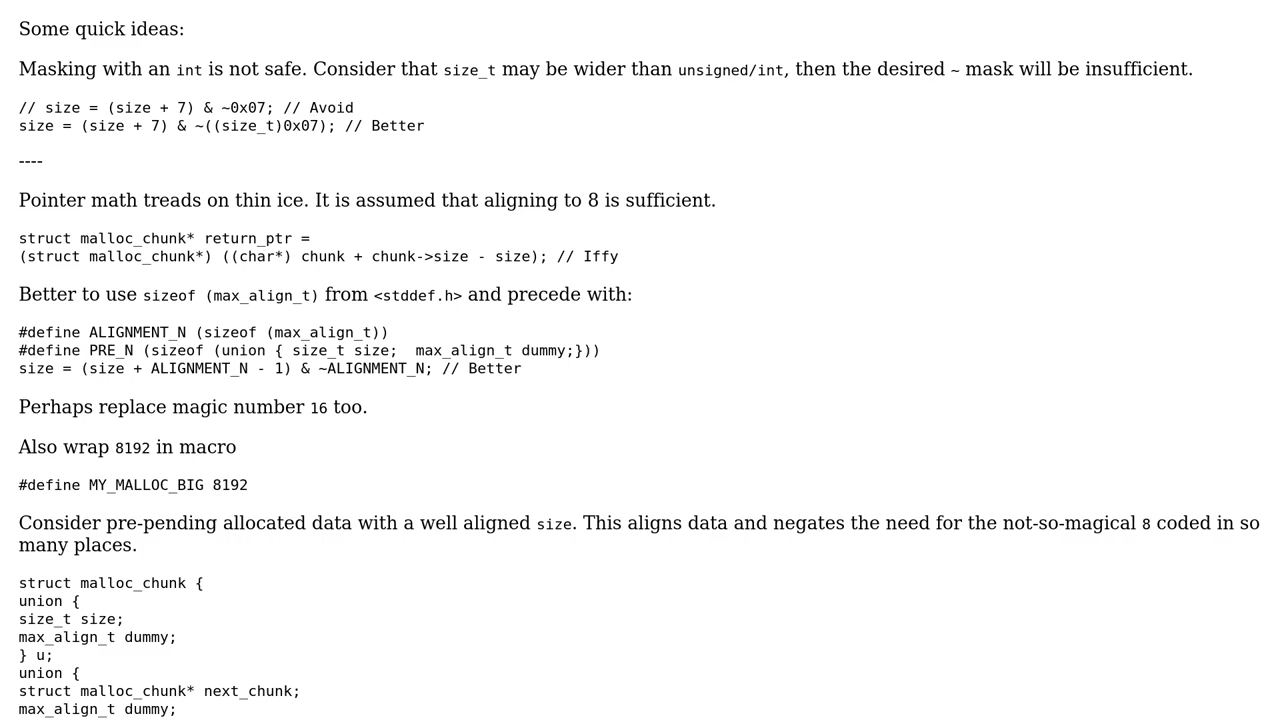 Some quick ideas:
Masking with an int is not safe. Consider that size_t may be wider than unsigned/int, then the desired ~ mask will be insufficient.
// size = (size + 7) & ~0x07; // Avoid
size = (size + 7) & ~((size_t)0x07); // Better
----
Pointer math treads on thin ice. It is assumed that aligning to 8 is sufficient.
struct malloc_chunk* return_ptr =
(struct malloc_chunk*) ((char*) chunk + chunk->size - size); // Iffy
Better to use sizeof (max_align_t) from <stddef.h> and precede with:
#define ALIGNMENT_N (sizeof (max_align_t))
#define PRE_N (sizeof (union { size_t size;  max_align_t dummy;}))
size = (size + ALIGNMENT_N - 1) & ~ALIGNMENT_N; // Better
Perhaps replace magic number 16 too.
Also wrap 8192 in macro
#define MY_MALLOC_BIG 8192
Consider pre-pending allocated data with a well aligned size. This aligns data and negates the need for the not-so-magical 8 coded in so
many places.
struct malloc_chunk {
union {
size_t size;
max_align_t dummy;
} u;
union {
struct malloc_chunk* next_chunk;
max_align_t dummy;